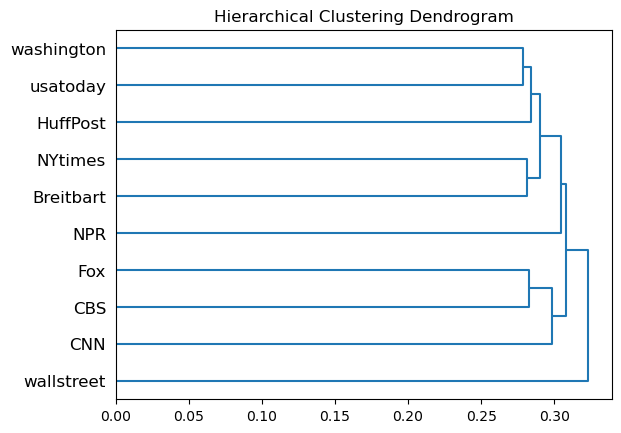 Hierarchical Clustering Dendrogram
washington
usatoday
HuffPost
NYtimes
Breitbart
NPR
Fox
CBS
CNN
wallstreet
0.00 0.05 0.10 0.15 0.20 0.25 0.30